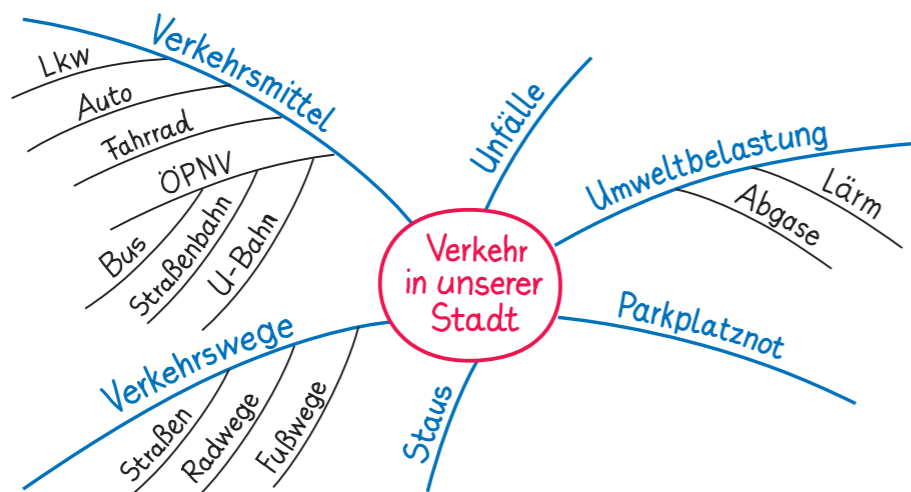 Verkehr
in unserer
Stadt
Verkehrsmittel
Lkw
Auto
Fahrrad
ÖPNV
Bus
Straßenbahn
U-Bahn
Unfälle
Umweltbelastung
Lärm
Abgase
Parkplatznot
Staus
Verkehrswege
Straßen
Radwege
Fußwege